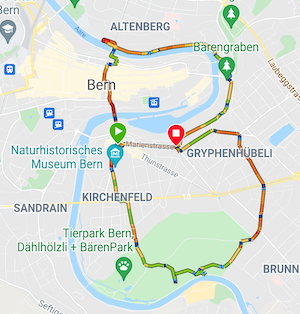 ALTENBERG
Aare
Bärengraben
Laubeggstrasse
Bern
Marienstrasse
Naturhistorisches
Museum Bern
Thunstrasse
GRYPHENHÜBELI
KIRCHENFELD
SANDRAIN
Tierpark Bern,
Dählhölzli + BärenPark
BRUNN
Seftig